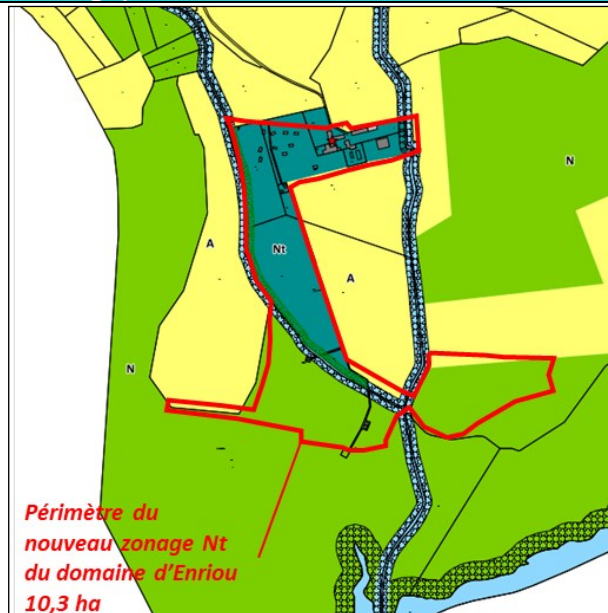 N
A
Nt
A
N
Périmètre du
nouveau zonage Nt
du domaine d'Enriou
10,3 ha